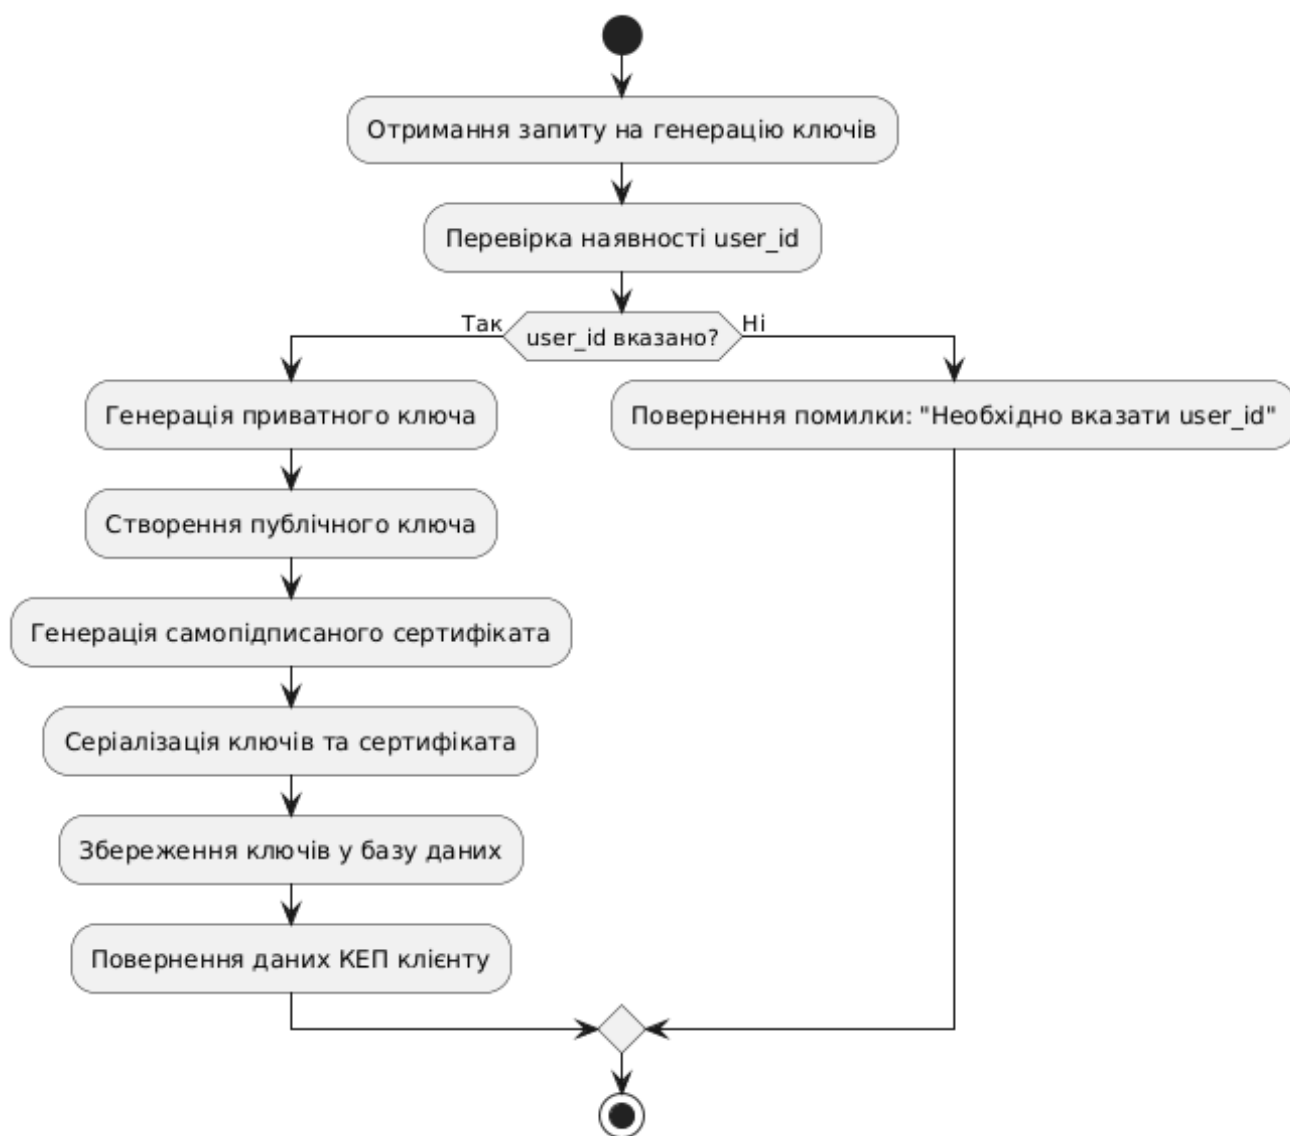 Отримання запиту на генерацію ключів
Перевірка наявності user_id
user_id вказано?
Так
Ні
Генерація приватного ключа
Створення публічного ключа
Генерація самопідписаного сертифіката
Серіалізація ключів та сертифіката
Збереження ключів у базу даних
Повернення даних КЕП клієнту
Повернення помилки: "Необхідно вказати user_id"